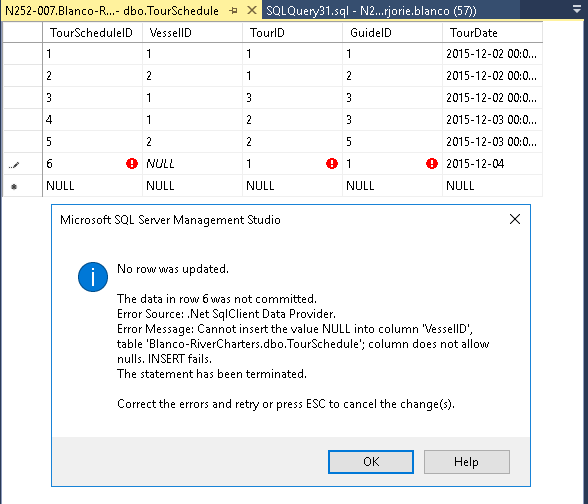 N252-007.Blanco-R...- dbo.TourSchedule SQLQuery31.sql - N2...rjorie.blanco (57))
TourScheduleID VesselID TourID GuideID TourDate
1 1 1 1 2015-12-02 00:0...
2 2 1 2 2015-12-02 00:0...
3 1 3 3 2015-12-02 00:0...
4 1 2 3 2015-12-03 00:0...
5 2 2 5 2015-12-03 00:0...
6 NULL 1 1 2015-12-04
NULL NULL NULL NULL NULL
Microsoft SQL Server Management Studio
No row was updated.
The data in row 6 was not committed.
Error Source: .Net SqlClient Data Provider.
Error Message: Cannot insert the value NULL into column 'VesselID',
table 'Blanco-RiverCharters.dbo.TourSchedule'; column does not allow
nulls. INSERT fails.
The statement has been terminated.
Correct the errors and retry or press ESC to cancel the change(s).
OK Help